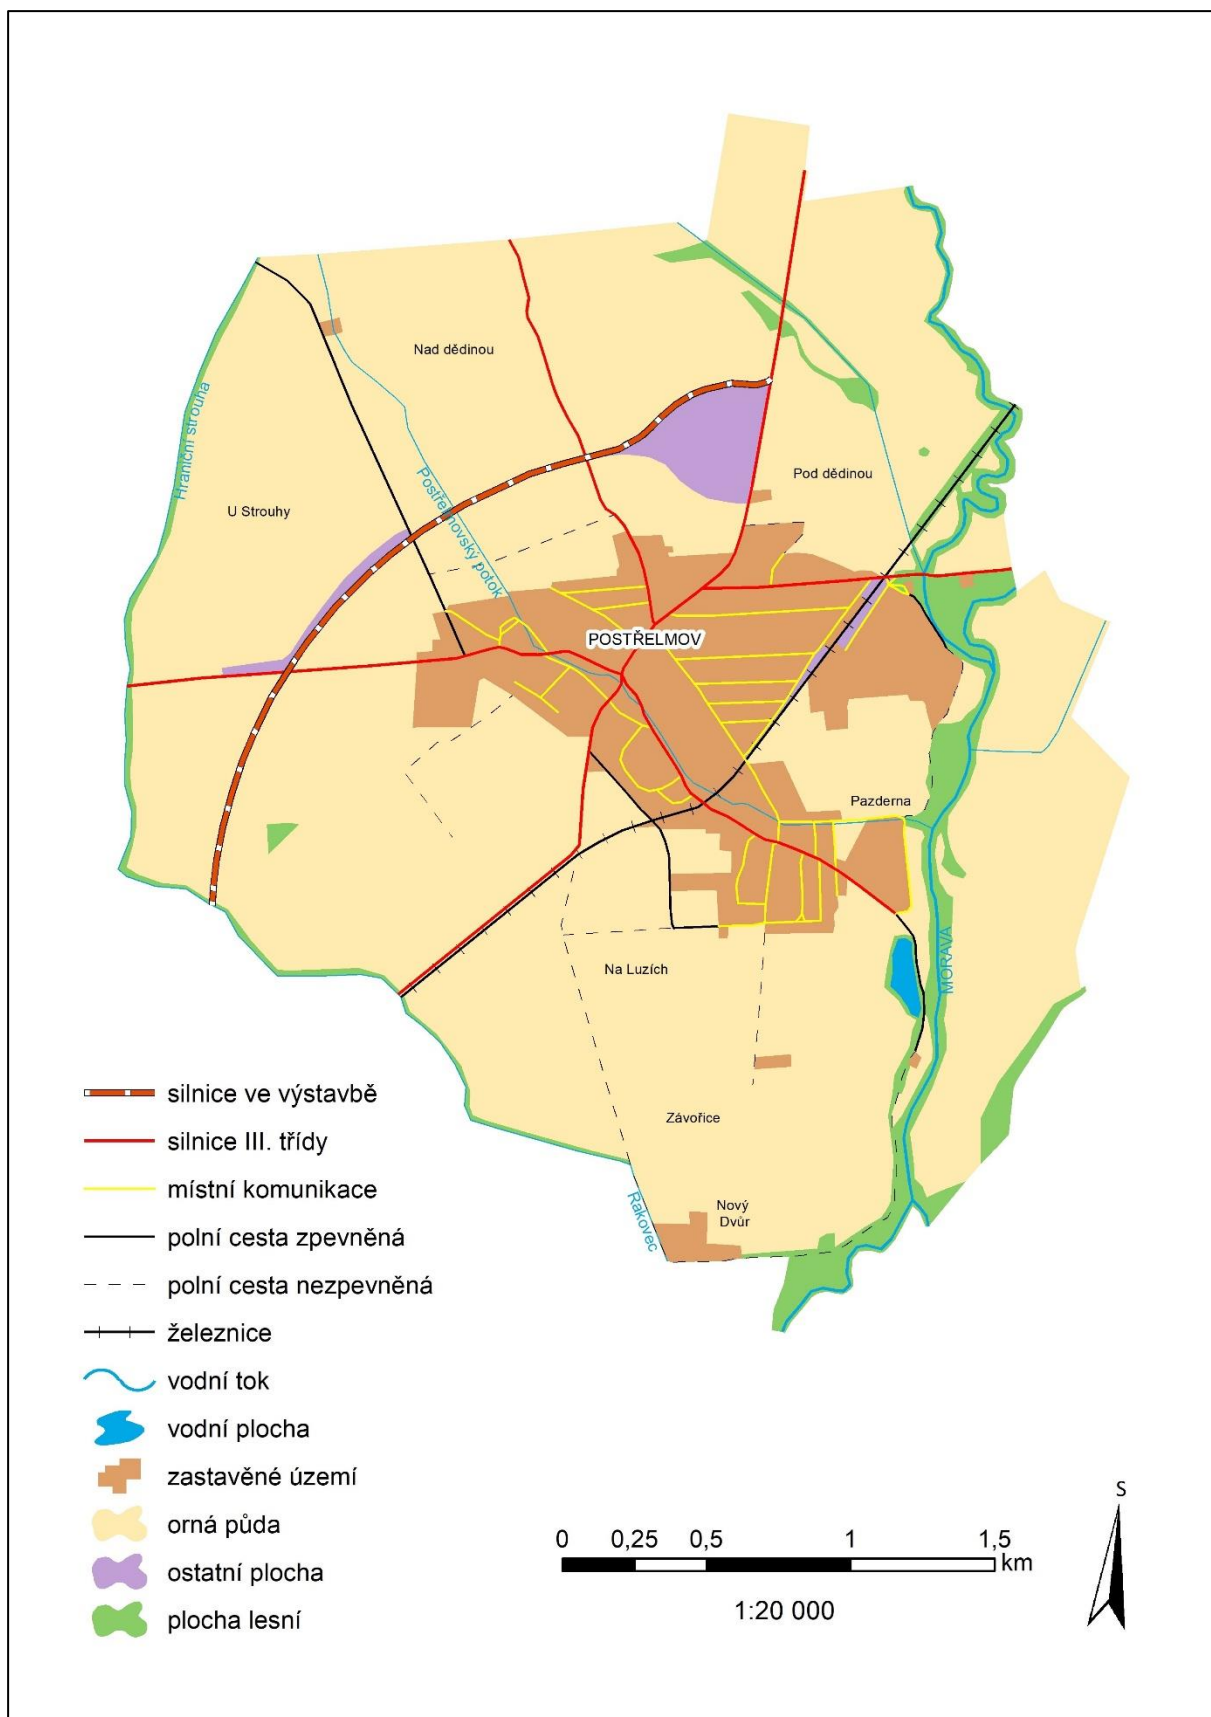 Nad dědinou
Hraniční strouha
Pod dědinou
U Strouhy
Postřelmovský potok
POSTŘELMOV
Pazderna
Na Luzích
MORAVA
Závořice
Rakovec
Nový
Dvůr
silnice ve výstavbě
silnice III. třídy
místní komunikace
polní cesta zpevněná
polní cesta nezpevněná
železnice
vodní tok
vodní plocha
zastavěné území
orná půda
ostatní plocha
plocha lesní
0 0,25 0,5 1 1,5
km
1:20 000
S